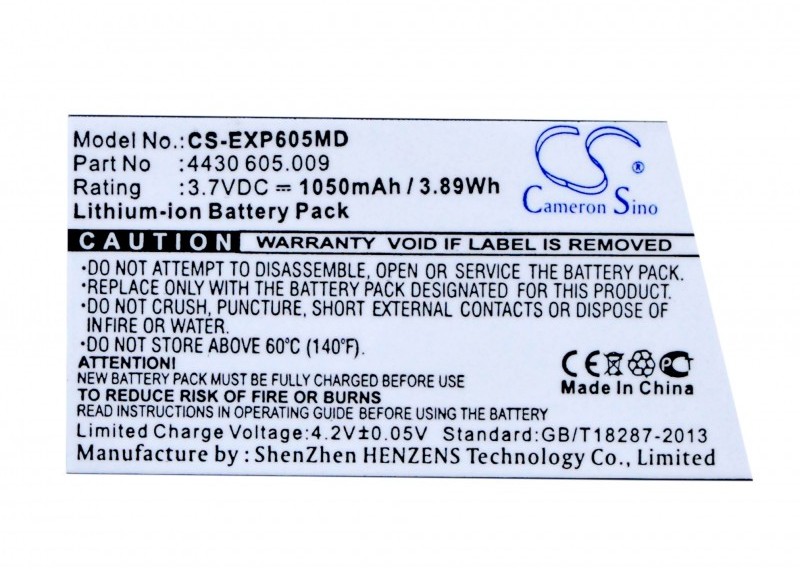 Model No.: CS-EXP605MD
Part No : 4430 605.009
Rating : 3.7VDC ⎓ 1050mAh / 3.89Wh
Lithium-ion Battery Pack
CS ®
Cameron Sino
CAUTION WARRANTY VOID IF LABEL IS REMOVED
·DO NOT ATTEMPT TO DISASSEMBLE, OPEN OR SERVICE THE BATTERY PACK.
·REPLACE ONLY WITH THE BATTERY PACK DESIGNATED FOR THIS PRODUCT.
·DO NOT CRUSH, PUNCTURE, SHORT EXTERNAL CONTACTS OR DISPOSE OF
IN FIRE OR WATER.
·DO NOT STORE ABOVE 60℃ (140℉).
ATTENTION!
NEW BATTERY PACK MUST BE FULLY CHARGED BEFORE USE
TO REDUCE RISK OF FIRE OR BURNS
READ INSTRUCTIONS IN OPERATING GUIDE BEFORE USING THE BATTERY
CE
Made In China
Limited Charge Voltage:4.2V±0.05V Standard:GB/T18287-2013
Manufacture by : ShenZhen HENZENS Technology Co., Limited